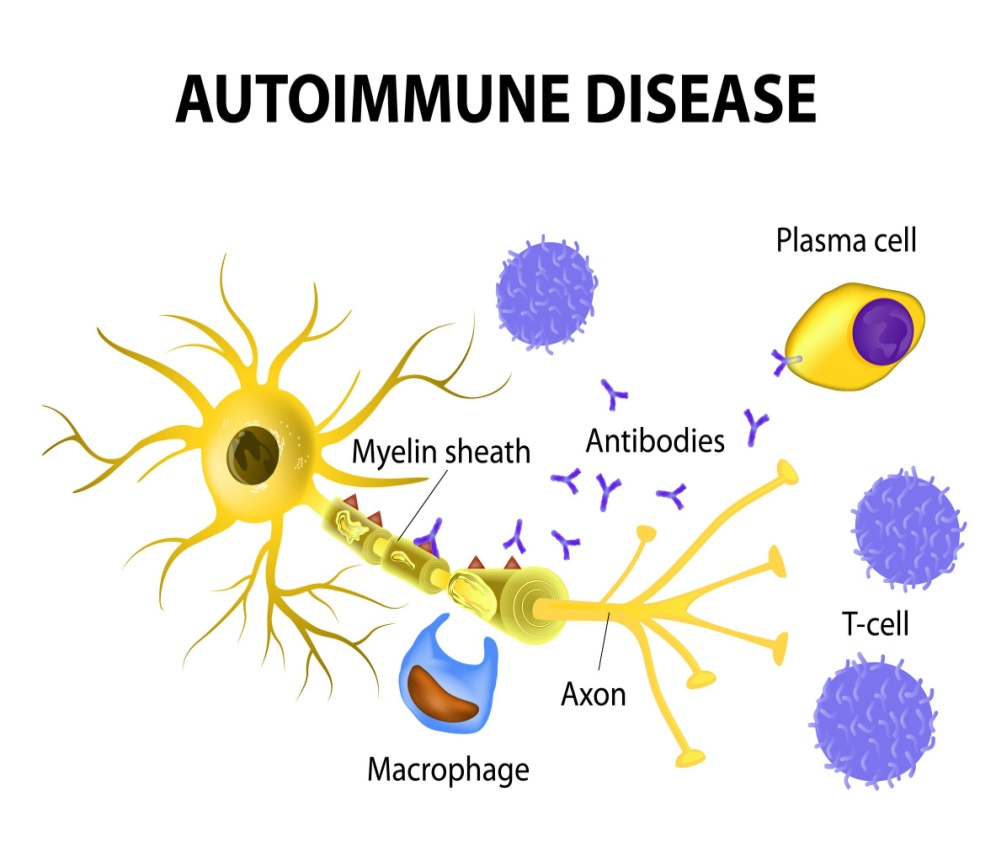 AUTOIMMUNE DISEASE
Plasma cell
Antibodies
Myelin sheath
T-cell
Axon
Macrophage